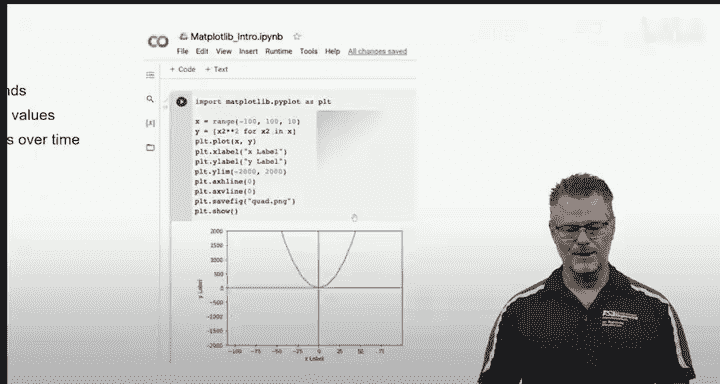 Matplotlib_Intro.ipynb
File Edit View Insert Runtime Tools Help All changes saved
+ Code + Text
nds
values
s over time
import matplotlib.pyplot as plt
x = range(-100, 100, 10)
y = [x2**2 for x2 in x]
plt.plot(x, y)
plt.xlabel("x Label")
plt.ylabel("y Label")
plt.ylim(-2000, 2000)
plt.axhline(0)
plt.axvline(0)
plt.savefig("quad.png")
plt.show()
2000
1500
1000
500
0
-500
-1000
-1500
-2000
y Label
-100 -75 -50 -25 0 25 50 75
x Label